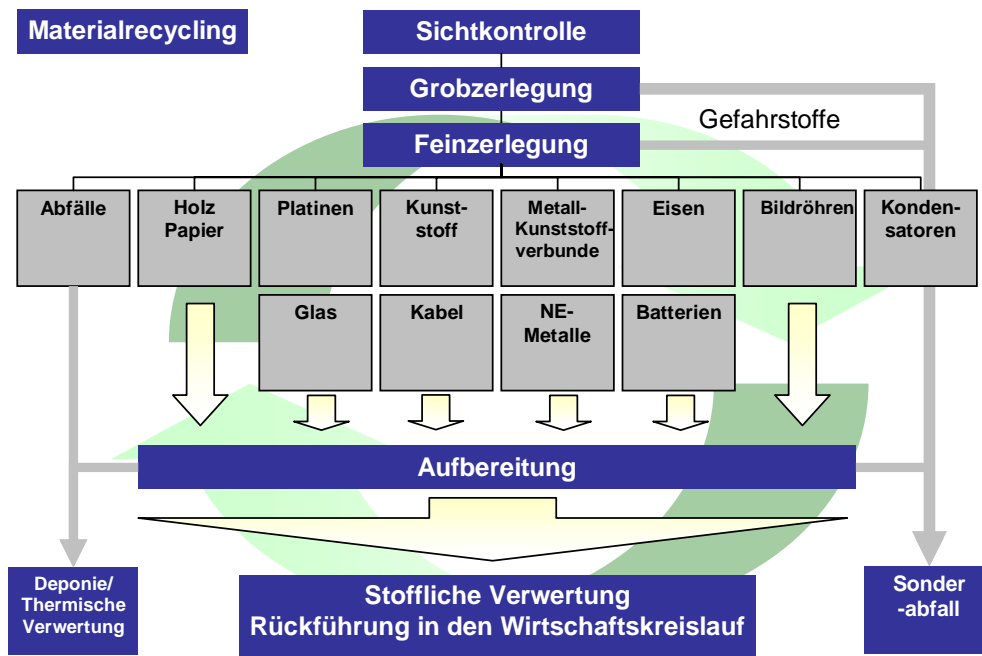 Materialrecycling
Sichtkontrolle
Grobzerlegung
Gefahrstoffe
Feinzerlegung
Abfälle
Holz
Papier
Platinen
Kunst-
stoff
Metall-
Kunststoff-
verbunde
Eisen
Bildröhren
Konden-
satoren
Glas
Kabel
NE-
Metalle
Batterien
Aufbereitung
Deponie/
Thermische
Verwertung
Stoffliche Verwertung
Rückführung in den Wirtschaftskreislauf
Sonder
-abfall